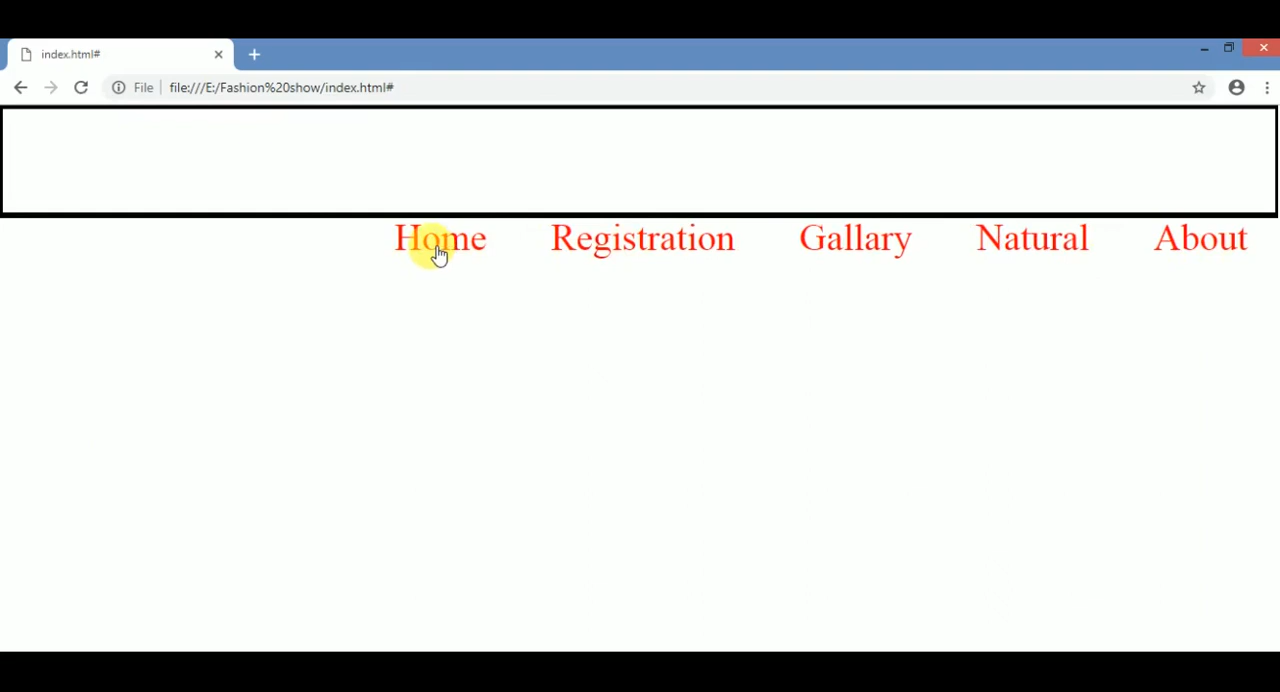 index.html#
File file:///E:/Fashion%20show/index.html#
Home Registration Gallary Natural About